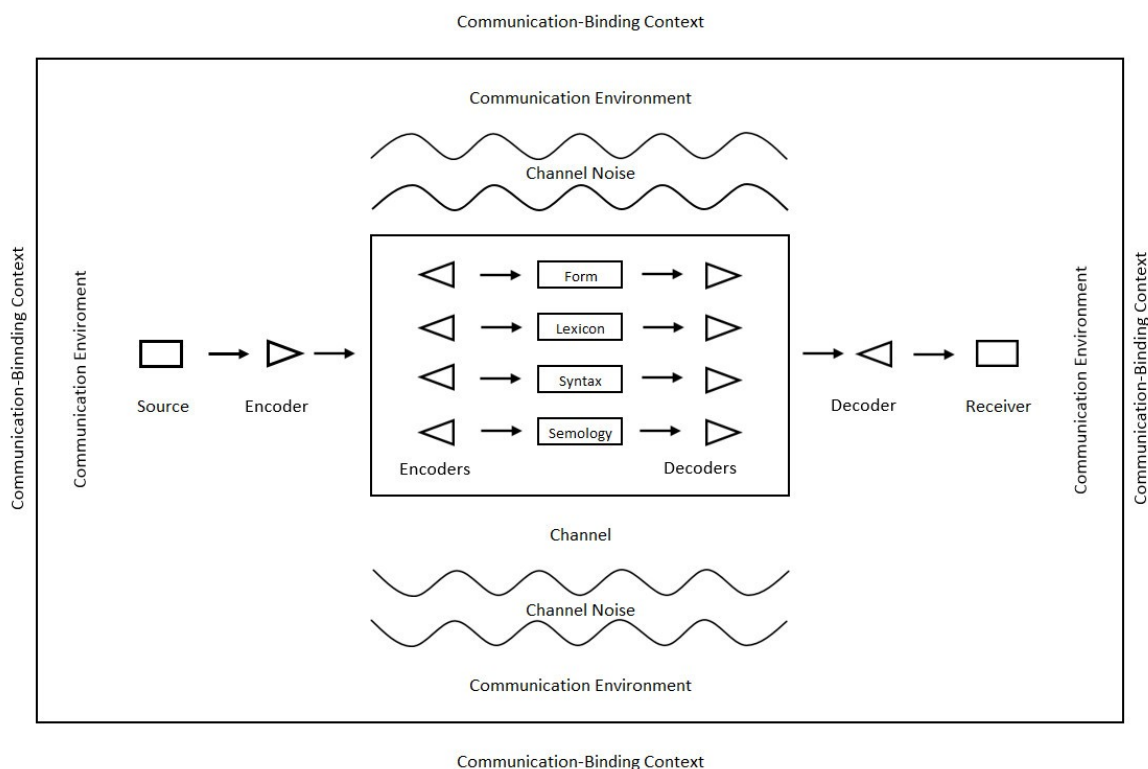 Communication-Binding Context
Communication Environment
Channel Noise
Communication-Binnding Context
Communication Enviroment
Form
Lexicon
Syntax
Semology
Encoders
Decoders
Source
Encoder
Decoder
Receiver
Communication Environment
Communication-Binding Context
Channel
Channel Noise
Communication Environment
Communication-Binding Context